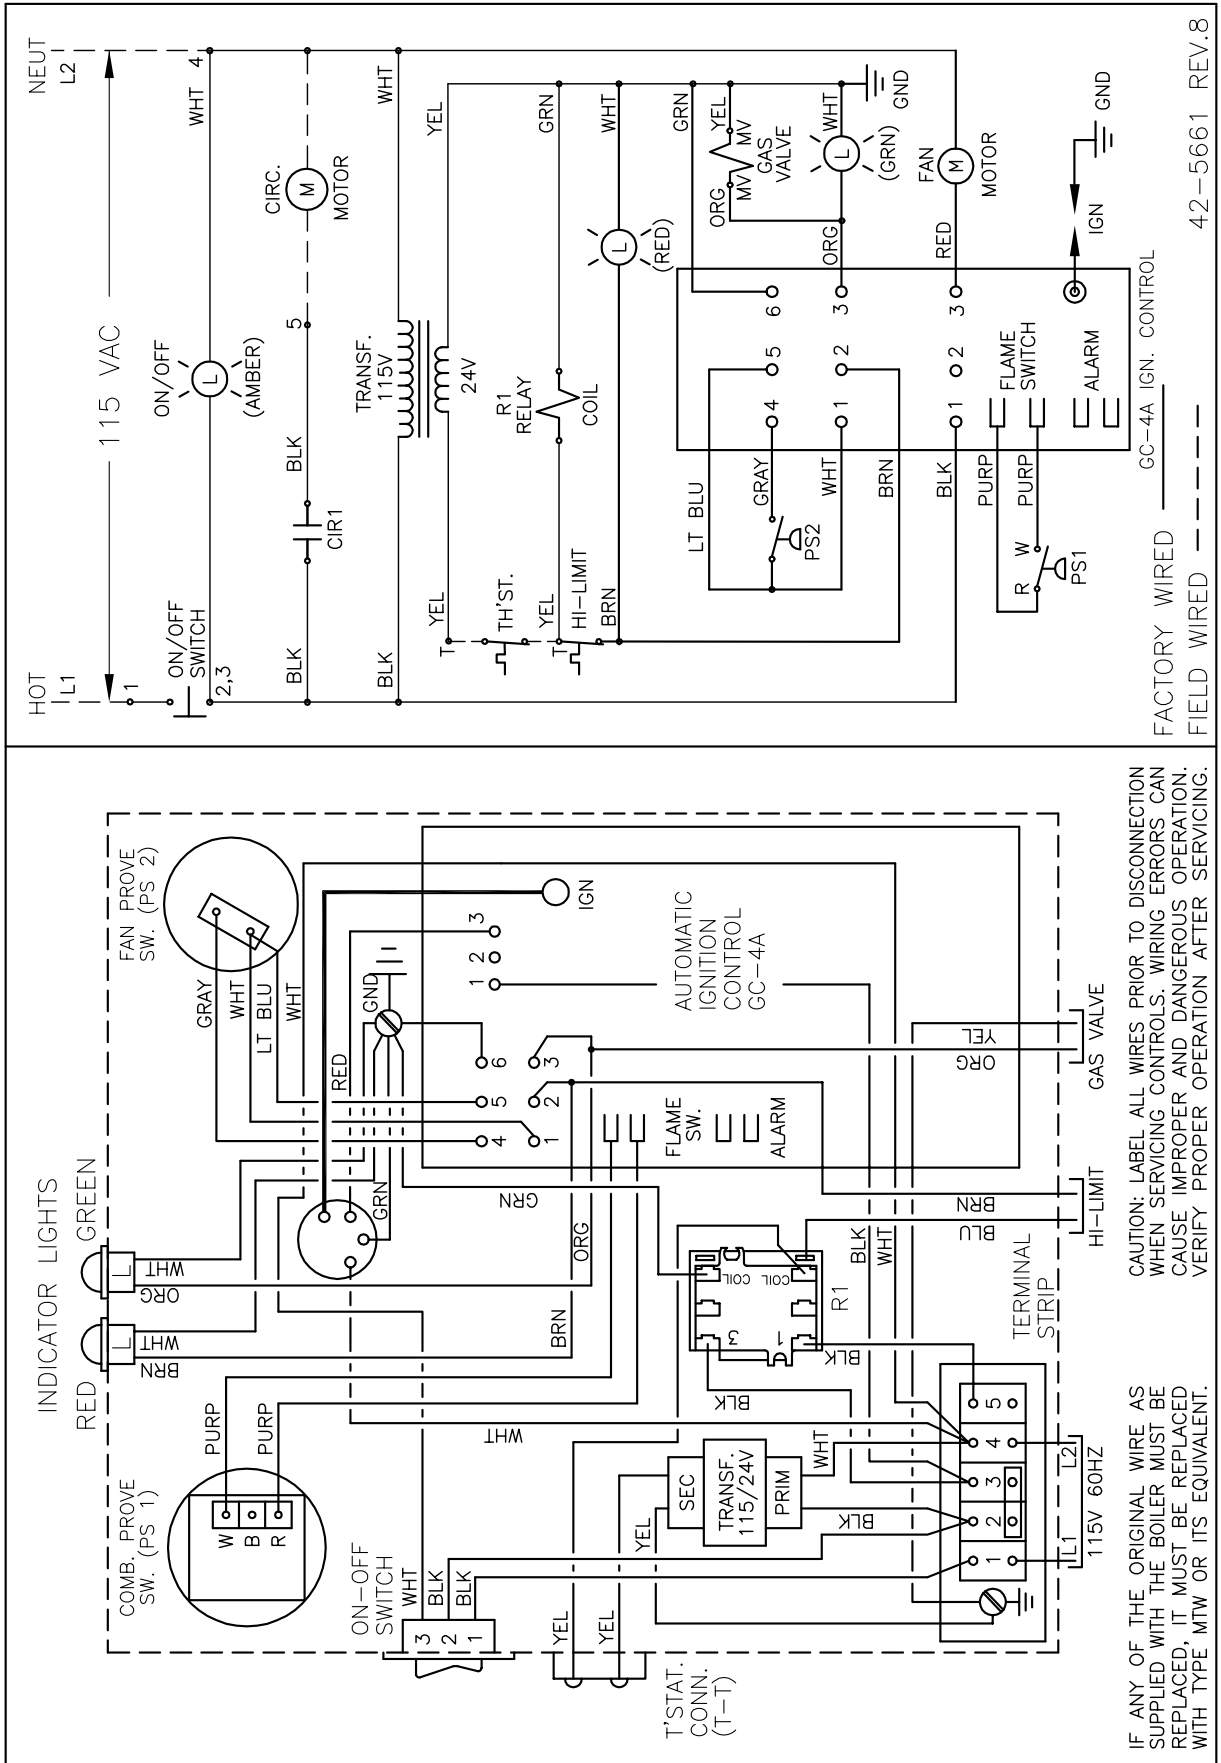 INDICATOR LIGHTS
RED
GREEN
L
L
BRN
WHT
ORG
WHT
COMB. PROVE
SW. (PS 1)
W
B
R
PURP
PURP
FAN PROVE
SW. (PS 2)
GRAY
WHT
LT BLU
WHT
RED
GND
GRN
ON-OFF
SWITCH
3
2
1
WHT
BLK
BLK
WHT
BRN
ORG
GRN
4
5
6
1
2
3
1
2
3
IGN
FLAME
SW.
ALARM
AUTOMATIC
IGNITION
CONTROL
GC-4A
T'STAT.
CONN.
(T-T)
YEL
YEL
YEL
SEC
TRANSF.
115/24V
PRIM
BLK
WHT
BLK
BLK
3
1
COIL
COIL
R1
BLK
WHT
1
2
3
4
5
TERMINAL
STRIP
L1
L2
115V 60HZ
BLU
BRN
HI-LIMIT
ORG
YEL
GAS VALVE
IF ANY OF THE ORIGINAL WIRE AS
SUPPLIED WITH THE BOILER MUST BE
REPLACED, IT MUST BE REPLACED
WITH TYPE MTW OR ITS EQUIVALENT.
CAUTION: LABEL ALL WIRES PRIOR TO DISCONNECTION
WHEN SERVICING CONTROLS. WIRING ERRORS CAN
CAUSE IMPROPER AND DANGEROUS OPERATION.
VERIFY PROPER OPERATION AFTER SERVICING.
HOT
L1
NEUT
L2
115 VAC
1
ON/OFF
SWITCH
2,3
ON/OFF
L
(AMBER)
WHT
4
BLK
CIR1
BLK
5
CIRC.
M
MOTOR
BLK
TRANSF.
115V
24V
WHT
YEL
YEL
T
TH'ST.
YEL
R1
RELAY
COIL
GRN
T
HI-LIMIT
BRN
L
(RED)
WHT
GRN
LT BLU
GRAY
PS2
WHT
BRN
BLK
PURP
PURP
R
W
PS1
4
5
6
1
2
3
1
2
3
FLAME
SWITCH
ALARM
ORG
MV
MV
YEL
GAS
VALVE
ORG
L
(GRN)
WHT
GND
RED
FAN
M
MOTOR
IGN
GND
GC-4A IGN. CONTROL
FACTORY WIRED
FIELD WIRED
42-5661 REV.8